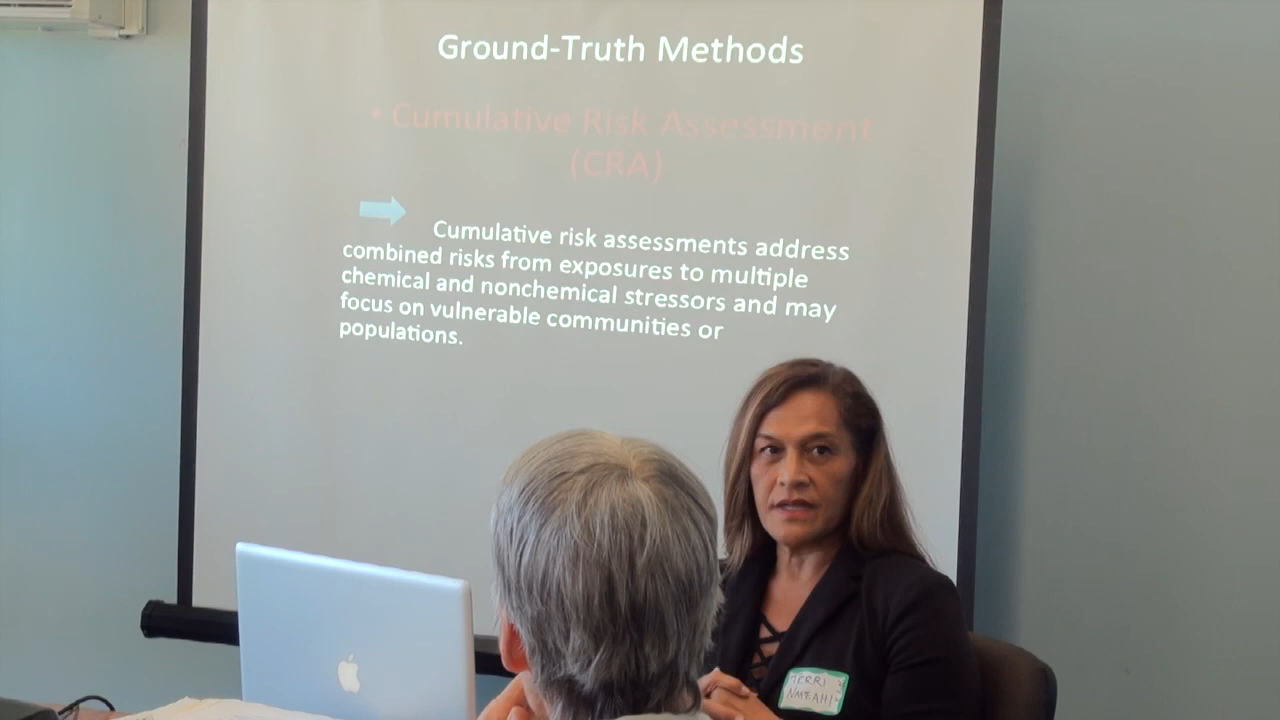 Ground-Truth Methods
• Cumulative Risk Assessment
(CRA)
Cumulative risk assessments address
combined risks from exposures to multiple
chemical and nonchemical stressors and may
focus on vulnerable communities or
populations.
TERRI